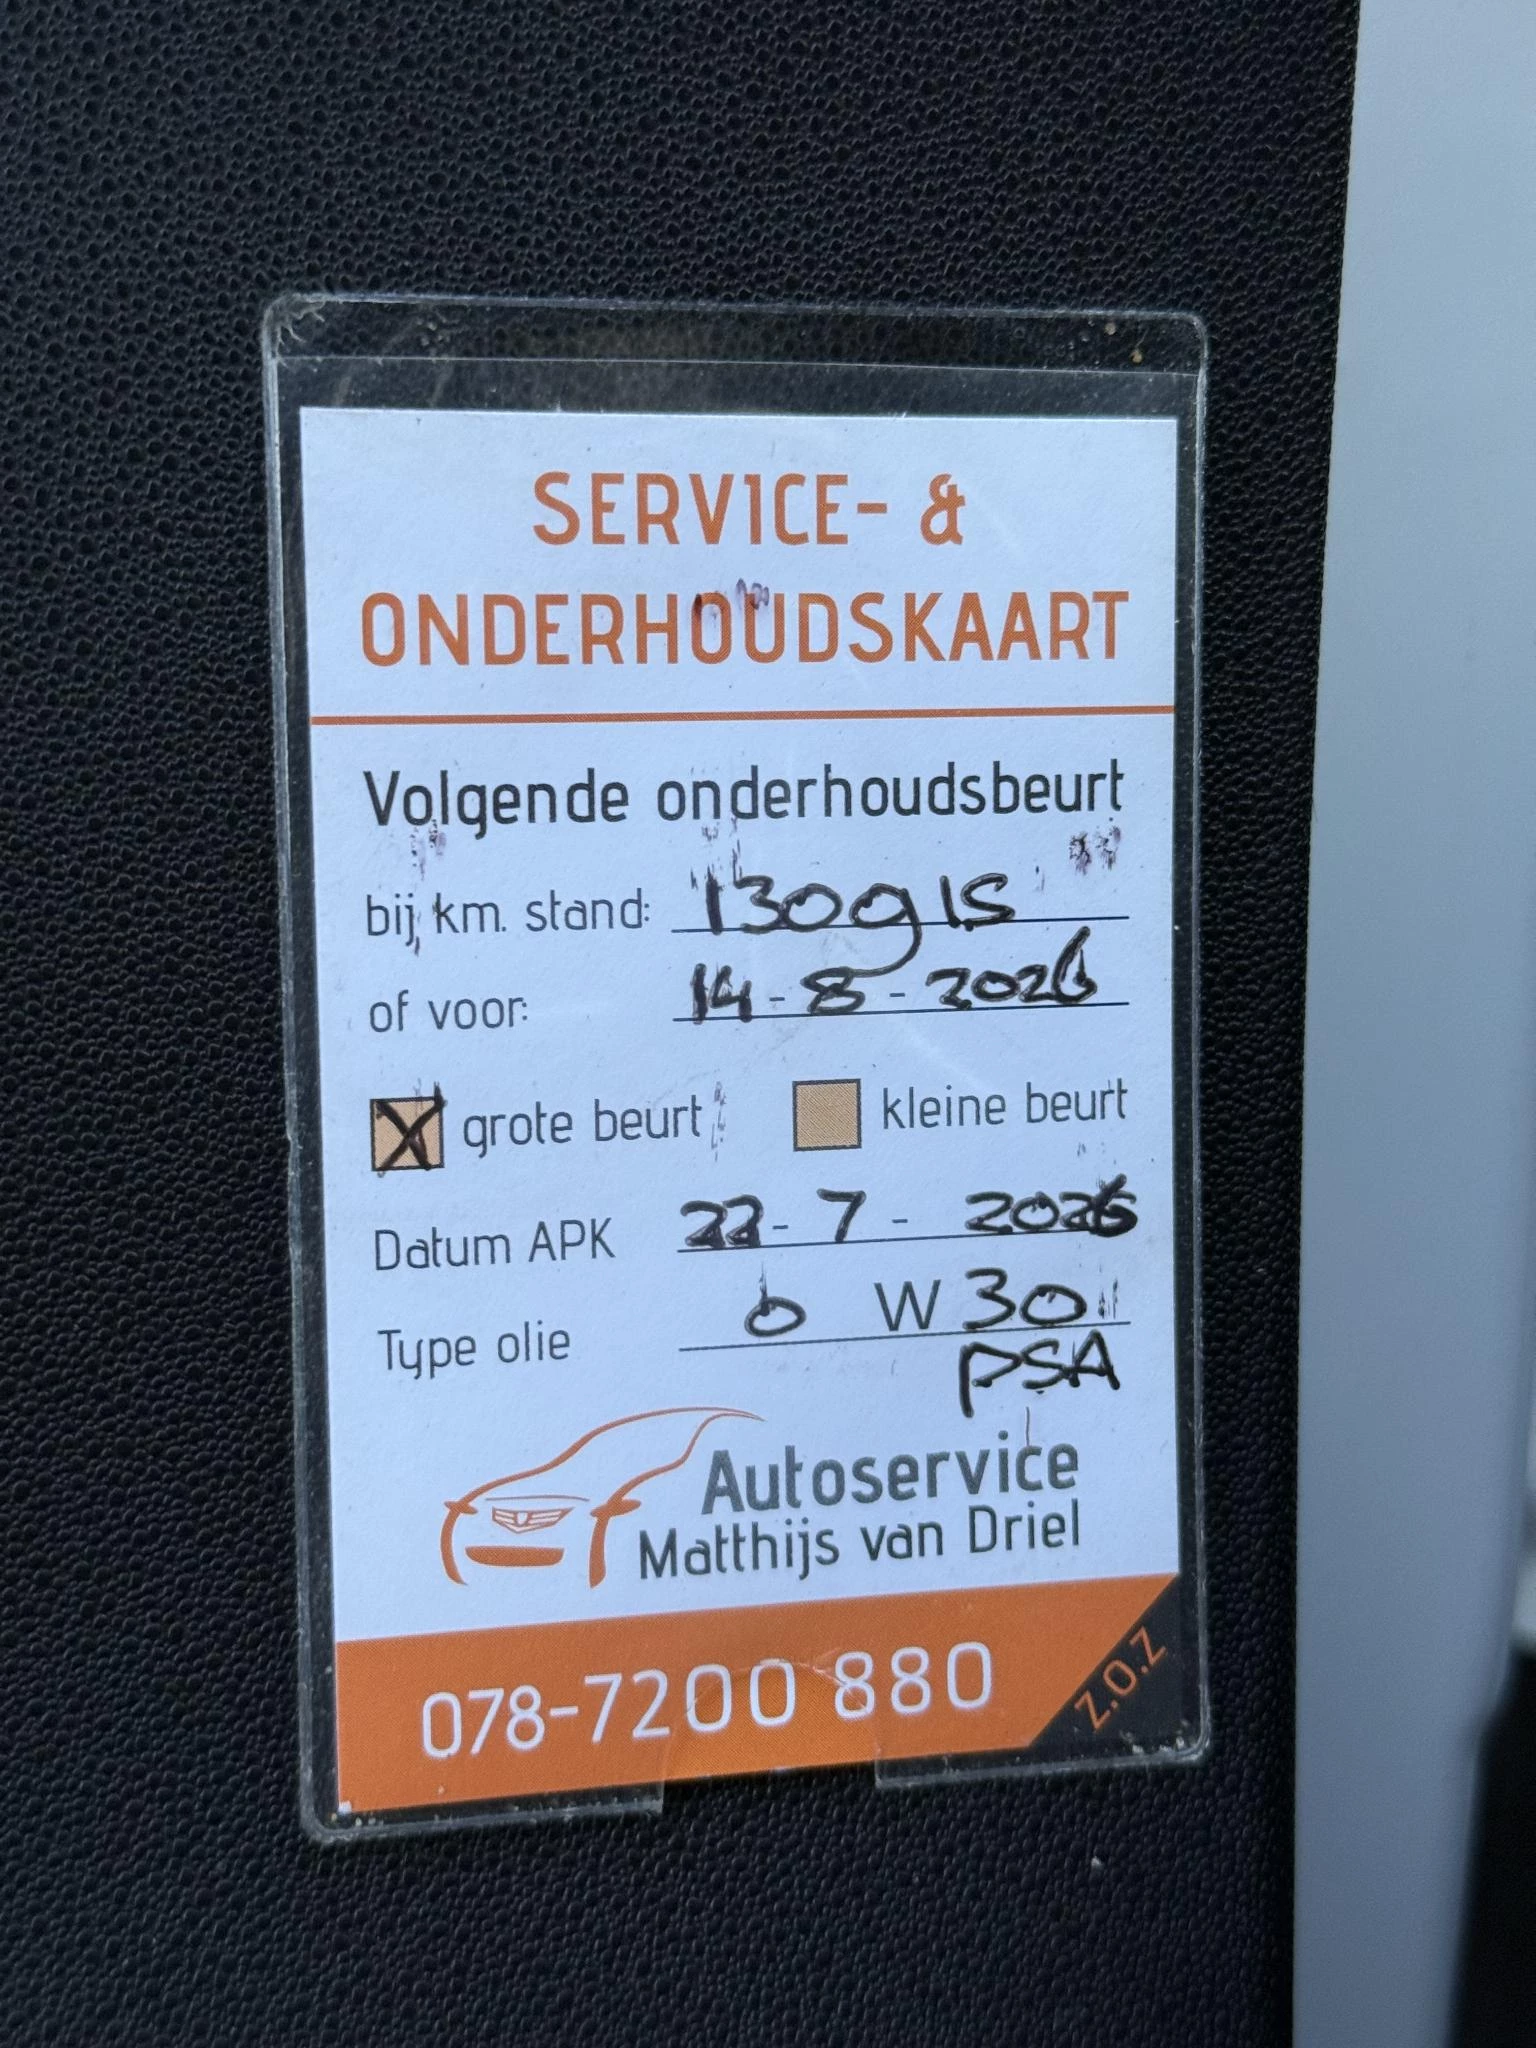 SERVICE- &
ONDERHOUDSKAART
Volgende onderhoudsbeurt
bij km. stand: 130915
of voor: 14-8-2026
X grote beurt kleine beurt
Datum APK 22-7-2026
Type olie 0 W 30
PSA
Autoservice
Matthijs van Driel
078-7200 880
Z.O.Z